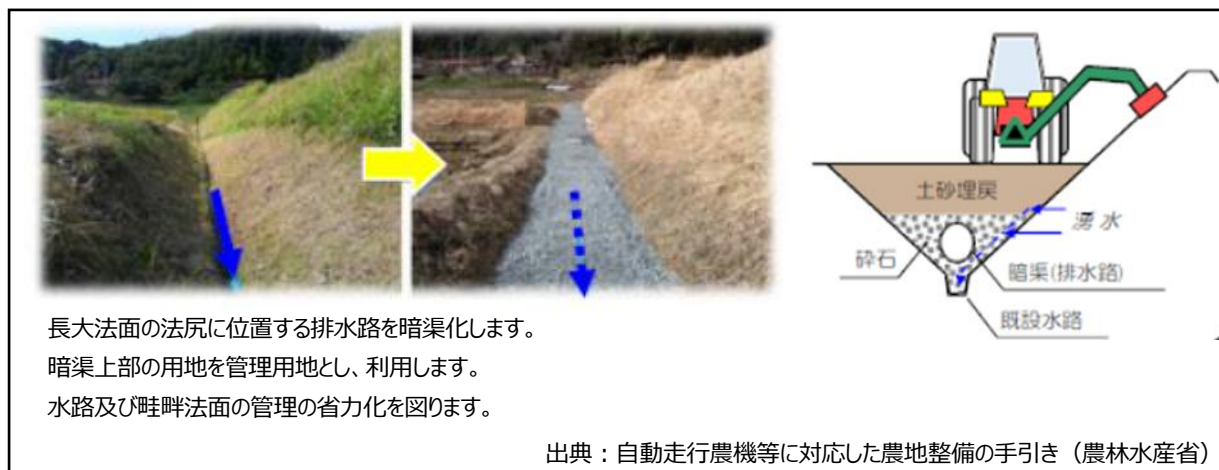 土砂埋戻
湧水
砕石
暗渠(排水路)
既設水路
長大法面の法尻に位置する排水路を暗渠化します。
暗渠上部の用地を管理用地とし、利用します。
水路及び畦畔法面の管理の省力化を図ります。
出典：自動走行農機等に対応した農地整備の手引き（農林水産省）